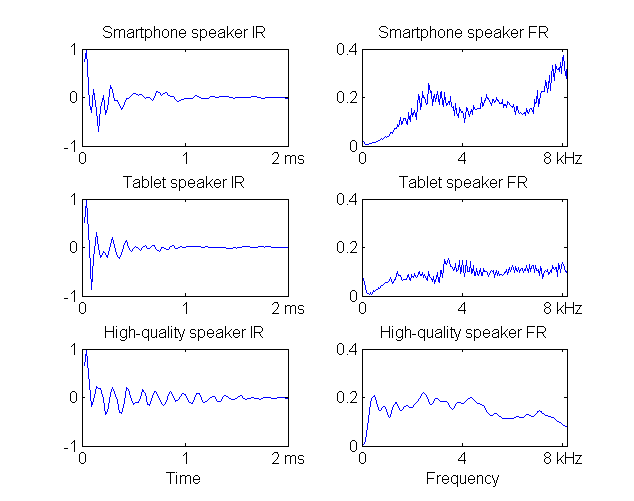 Smartphone speaker IR
Smartphone speaker FR
1
0
-1
0
1
2 ms
0.4
0.2
0
0
4
8 kHz
Tablet speaker IR
Tablet speaker FR
1
0
-1
0
1
2 ms
0.4
0.2
0
0
4
8 kHz
High-quality speaker IR
High-quality speaker FR
1
0
-1
0
1
2 ms
0.4
0.2
0
0
4
8 kHz
Time
Frequency